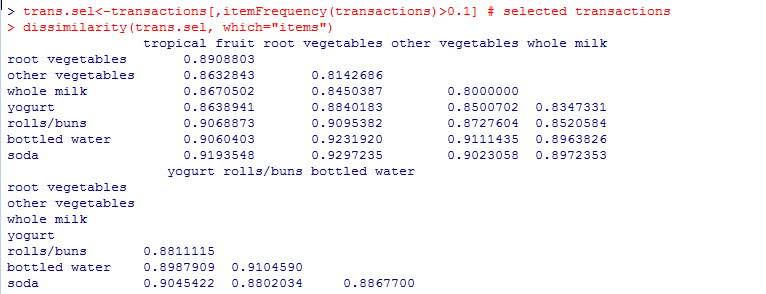 > trans.sel<-transactions[,itemFrequency(transactions)>0.1] # selected transactions
> dissimilarity(trans.sel, which="items")
                 tropical fruit root vegetables other vegetables whole milk
root vegetables       0.8908803
other vegetables      0.8632843       0.8142686
whole milk            0.8670502       0.8450387        0.8000000
yogurt                0.8638941       0.8840183        0.8500702  0.8347331
rolls/buns            0.9068873       0.9095382        0.8727604  0.8520584
bottled water         0.9060403       0.9231920        0.9111435  0.8963826
soda                  0.9193548       0.9297235        0.9023058  0.8972353
                    yogurt rolls/buns bottled water
root vegetables
other vegetables
whole milk
yogurt
rolls/buns       0.8811115
bottled water    0.8987909  0.9104590
soda             0.9045422  0.8802034     0.8867700